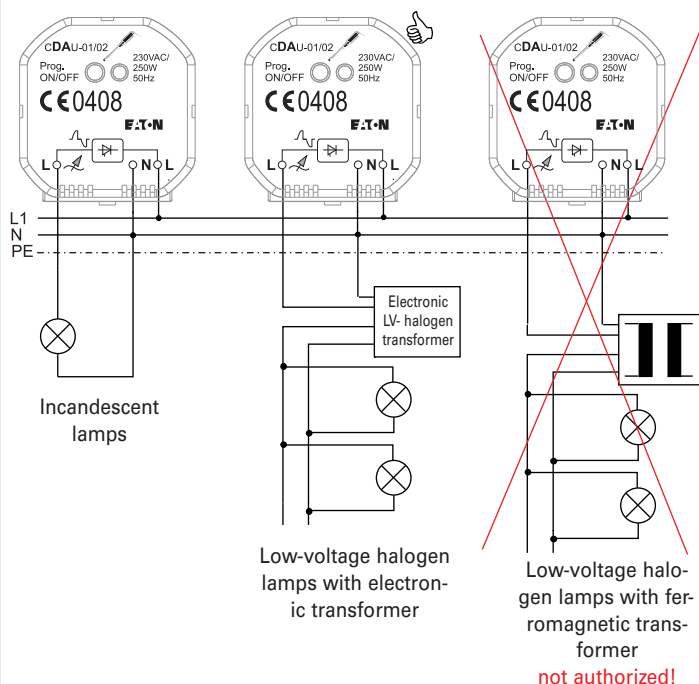 CDAU-01/02
Prog.
ON/OFF
230VAC/
250W
50Hz
CE0408
EATON
L N L
CDAU-01/02
Prog.
ON/OFF
230VAC/
250W
50Hz
CE0408
EATON
L N L
CDAU-01/02
Prog.
ON/OFF
230VAC/
250W
50Hz
CE0408
EATON
L N L
L1
N
PE
Electronic
LV- halogen
transformer
Incandescent
lamps
Low-voltage halogen
lamps with electron-
ic transformer
Low-voltage halo-
gen lamps with fer-
romagnetic trans-
former
not authorized!